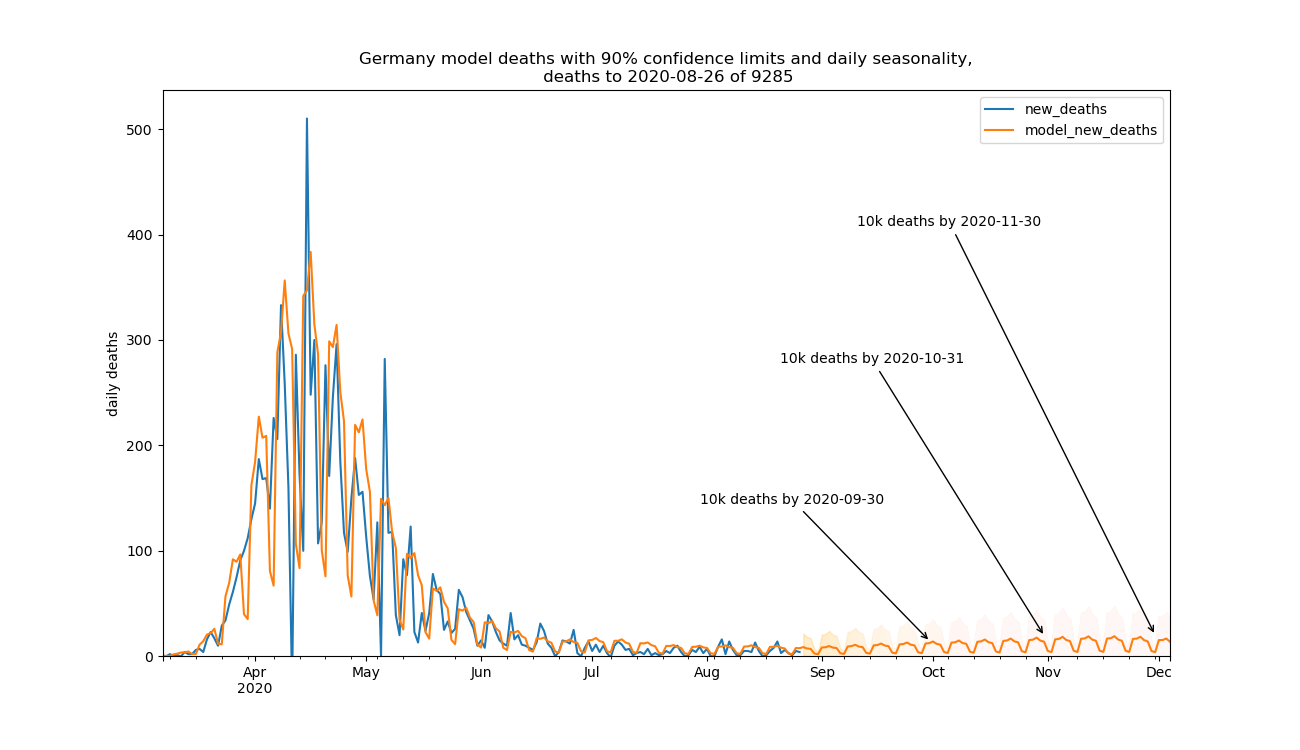 Germany model deaths with 90% confidence limits and daily seasonality,
deaths to 2020-08-26 of 9285
new_deaths
model_new_deaths
500
400
300
200
100
0
daily deaths
10k deaths by 2020-11-30
10k deaths by 2020-10-31
10k deaths by 2020-09-30
Apr May Jun Jul Aug Sep Oct Nov Dec
2020